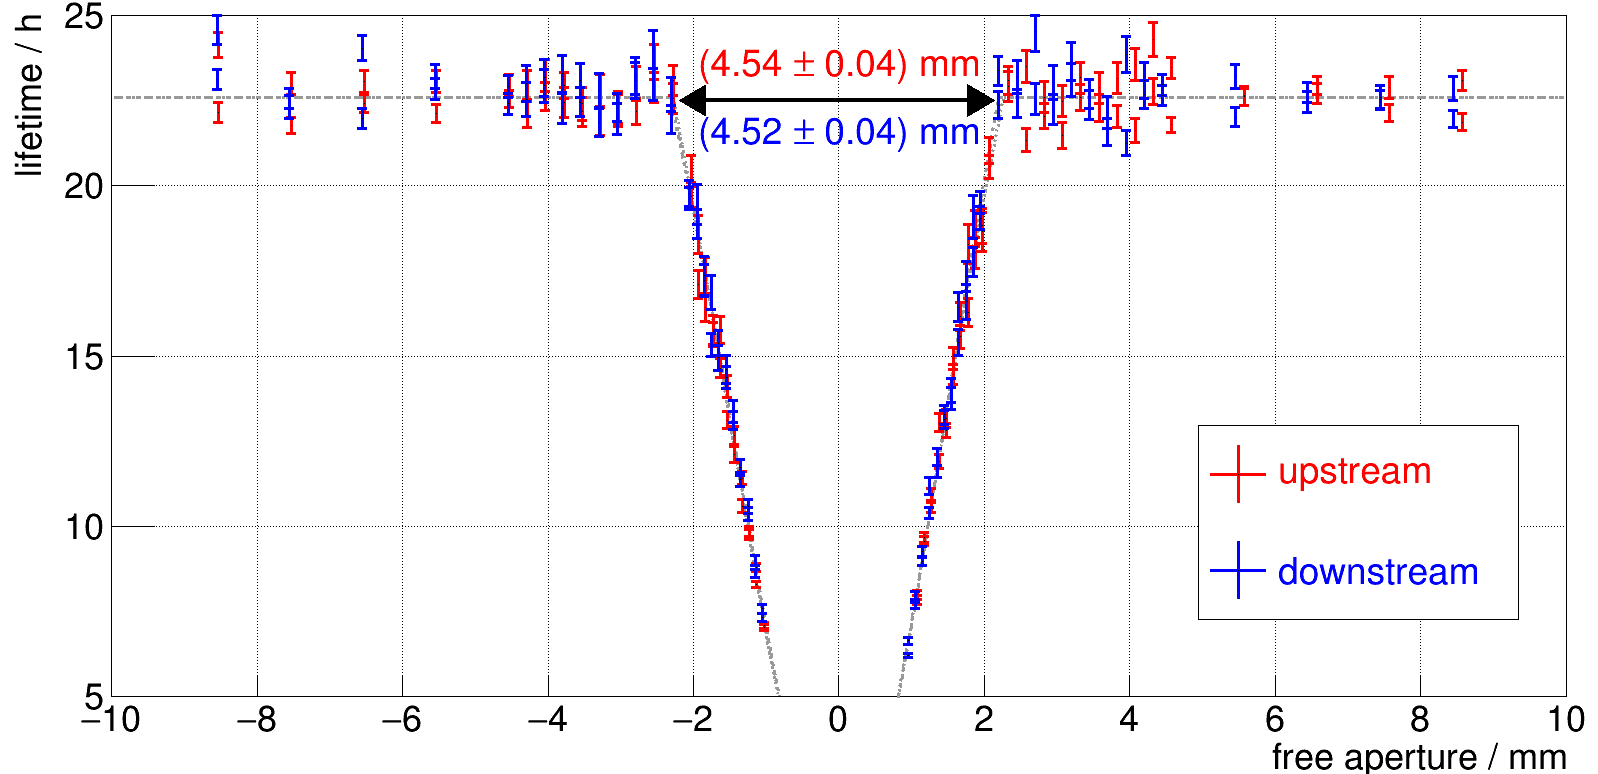 lifetime / h
25
20
15
10
5
(4.54 ± 0.04) mm
(4.52 ± 0.04) mm
upstream
downstream
−10 −8 −6 −4 −2 0 2 4 6 8 10
free aperture / mm